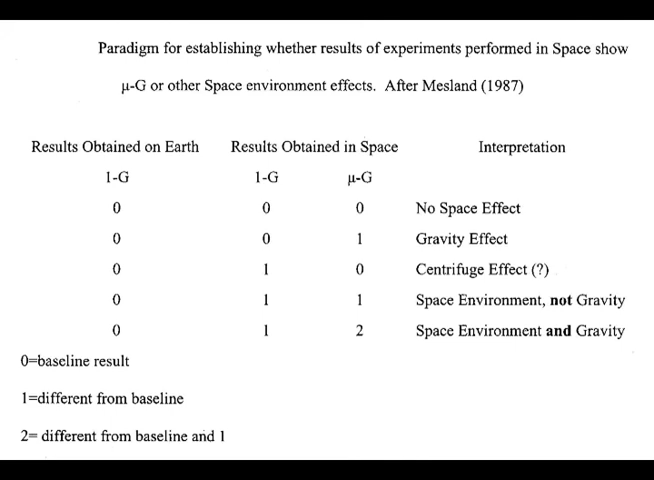 Paradigm for establishing whether results of experiments performed in Space show
μ-G or other Space environment effects. After Mesland (1987)
Results Obtained on Earth Results Obtained in Space Interpretation
1-G 1-G μ-G
0 0 0 No Space Effect
0 0 1 Gravity Effect
0 1 0 Centrifuge Effect (?)
0 1 1 Space Environment, not Gravity
0 1 2 Space Environment and Gravity
0=baseline result
1=different from baseline
2= different from baseline and 1